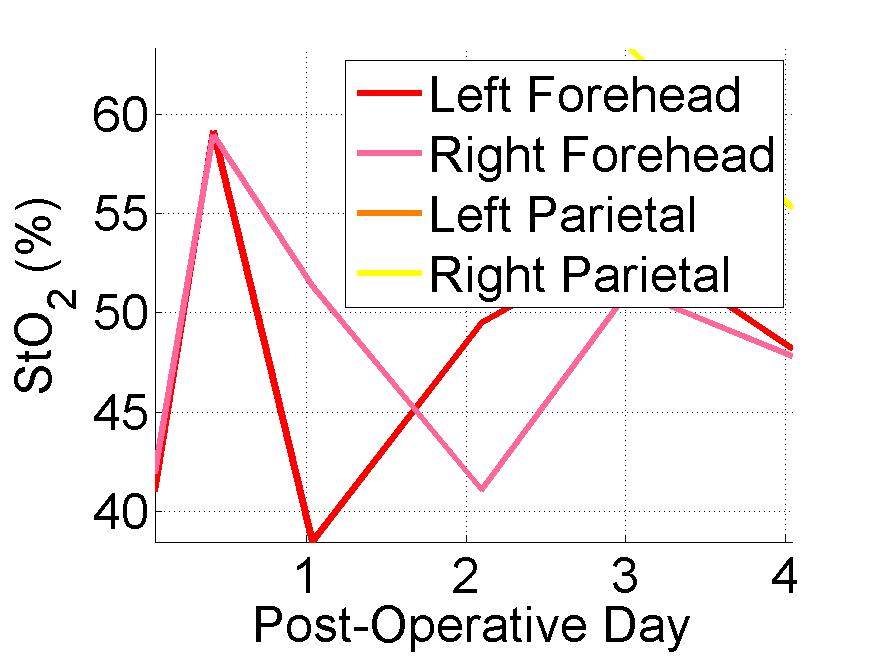 60
55
50
45
40
StO2 (%)
Left Forehead
Right Forehead
Left Parietal
Right Parietal
1 2 3 4
Post-Operative Day